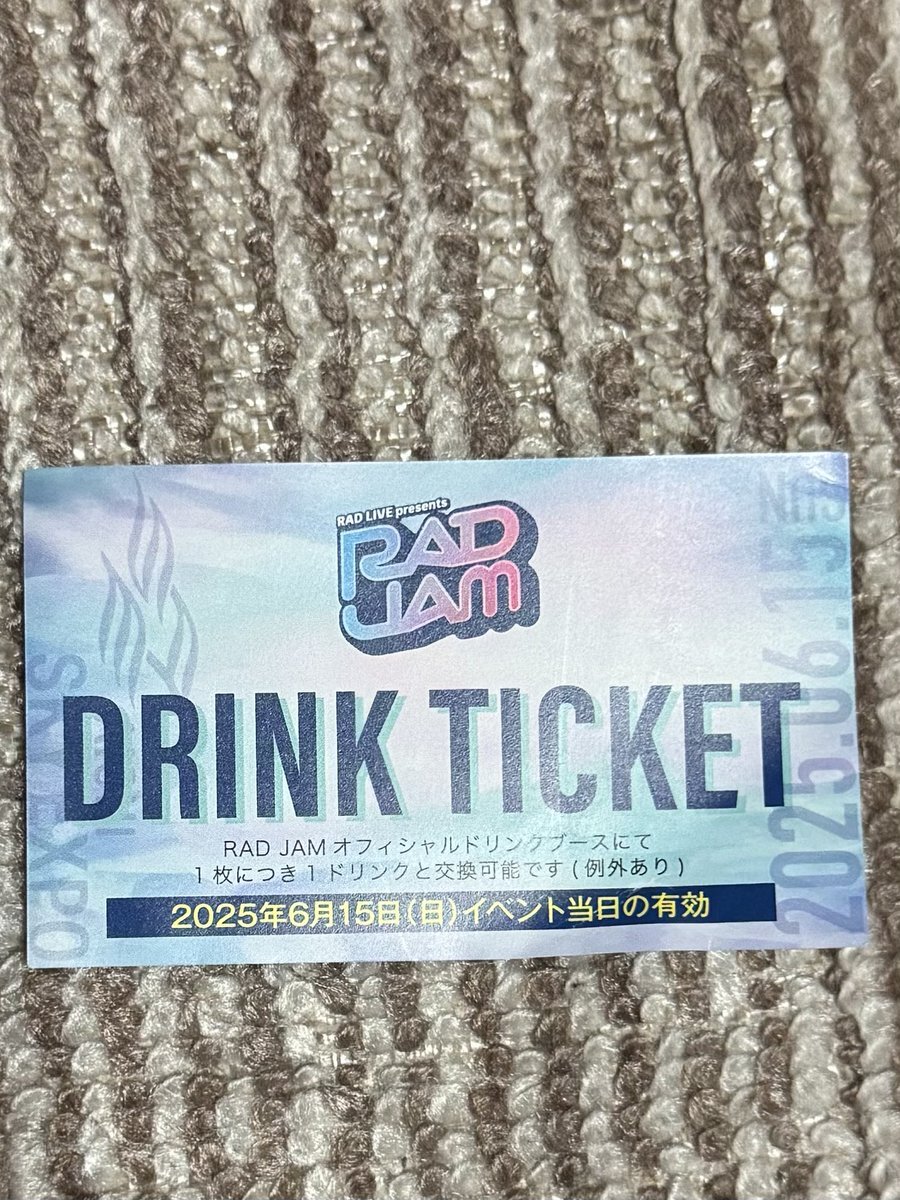 RAD LIVE presents
RAD
JAM
DRINK TICKET
RAD JAM オフィシャルドリンクブースにて
1枚につき1ドリンクと交換可能です(例外あり)
2025年6月15日(日)イベント当日の有効
2025.06.15